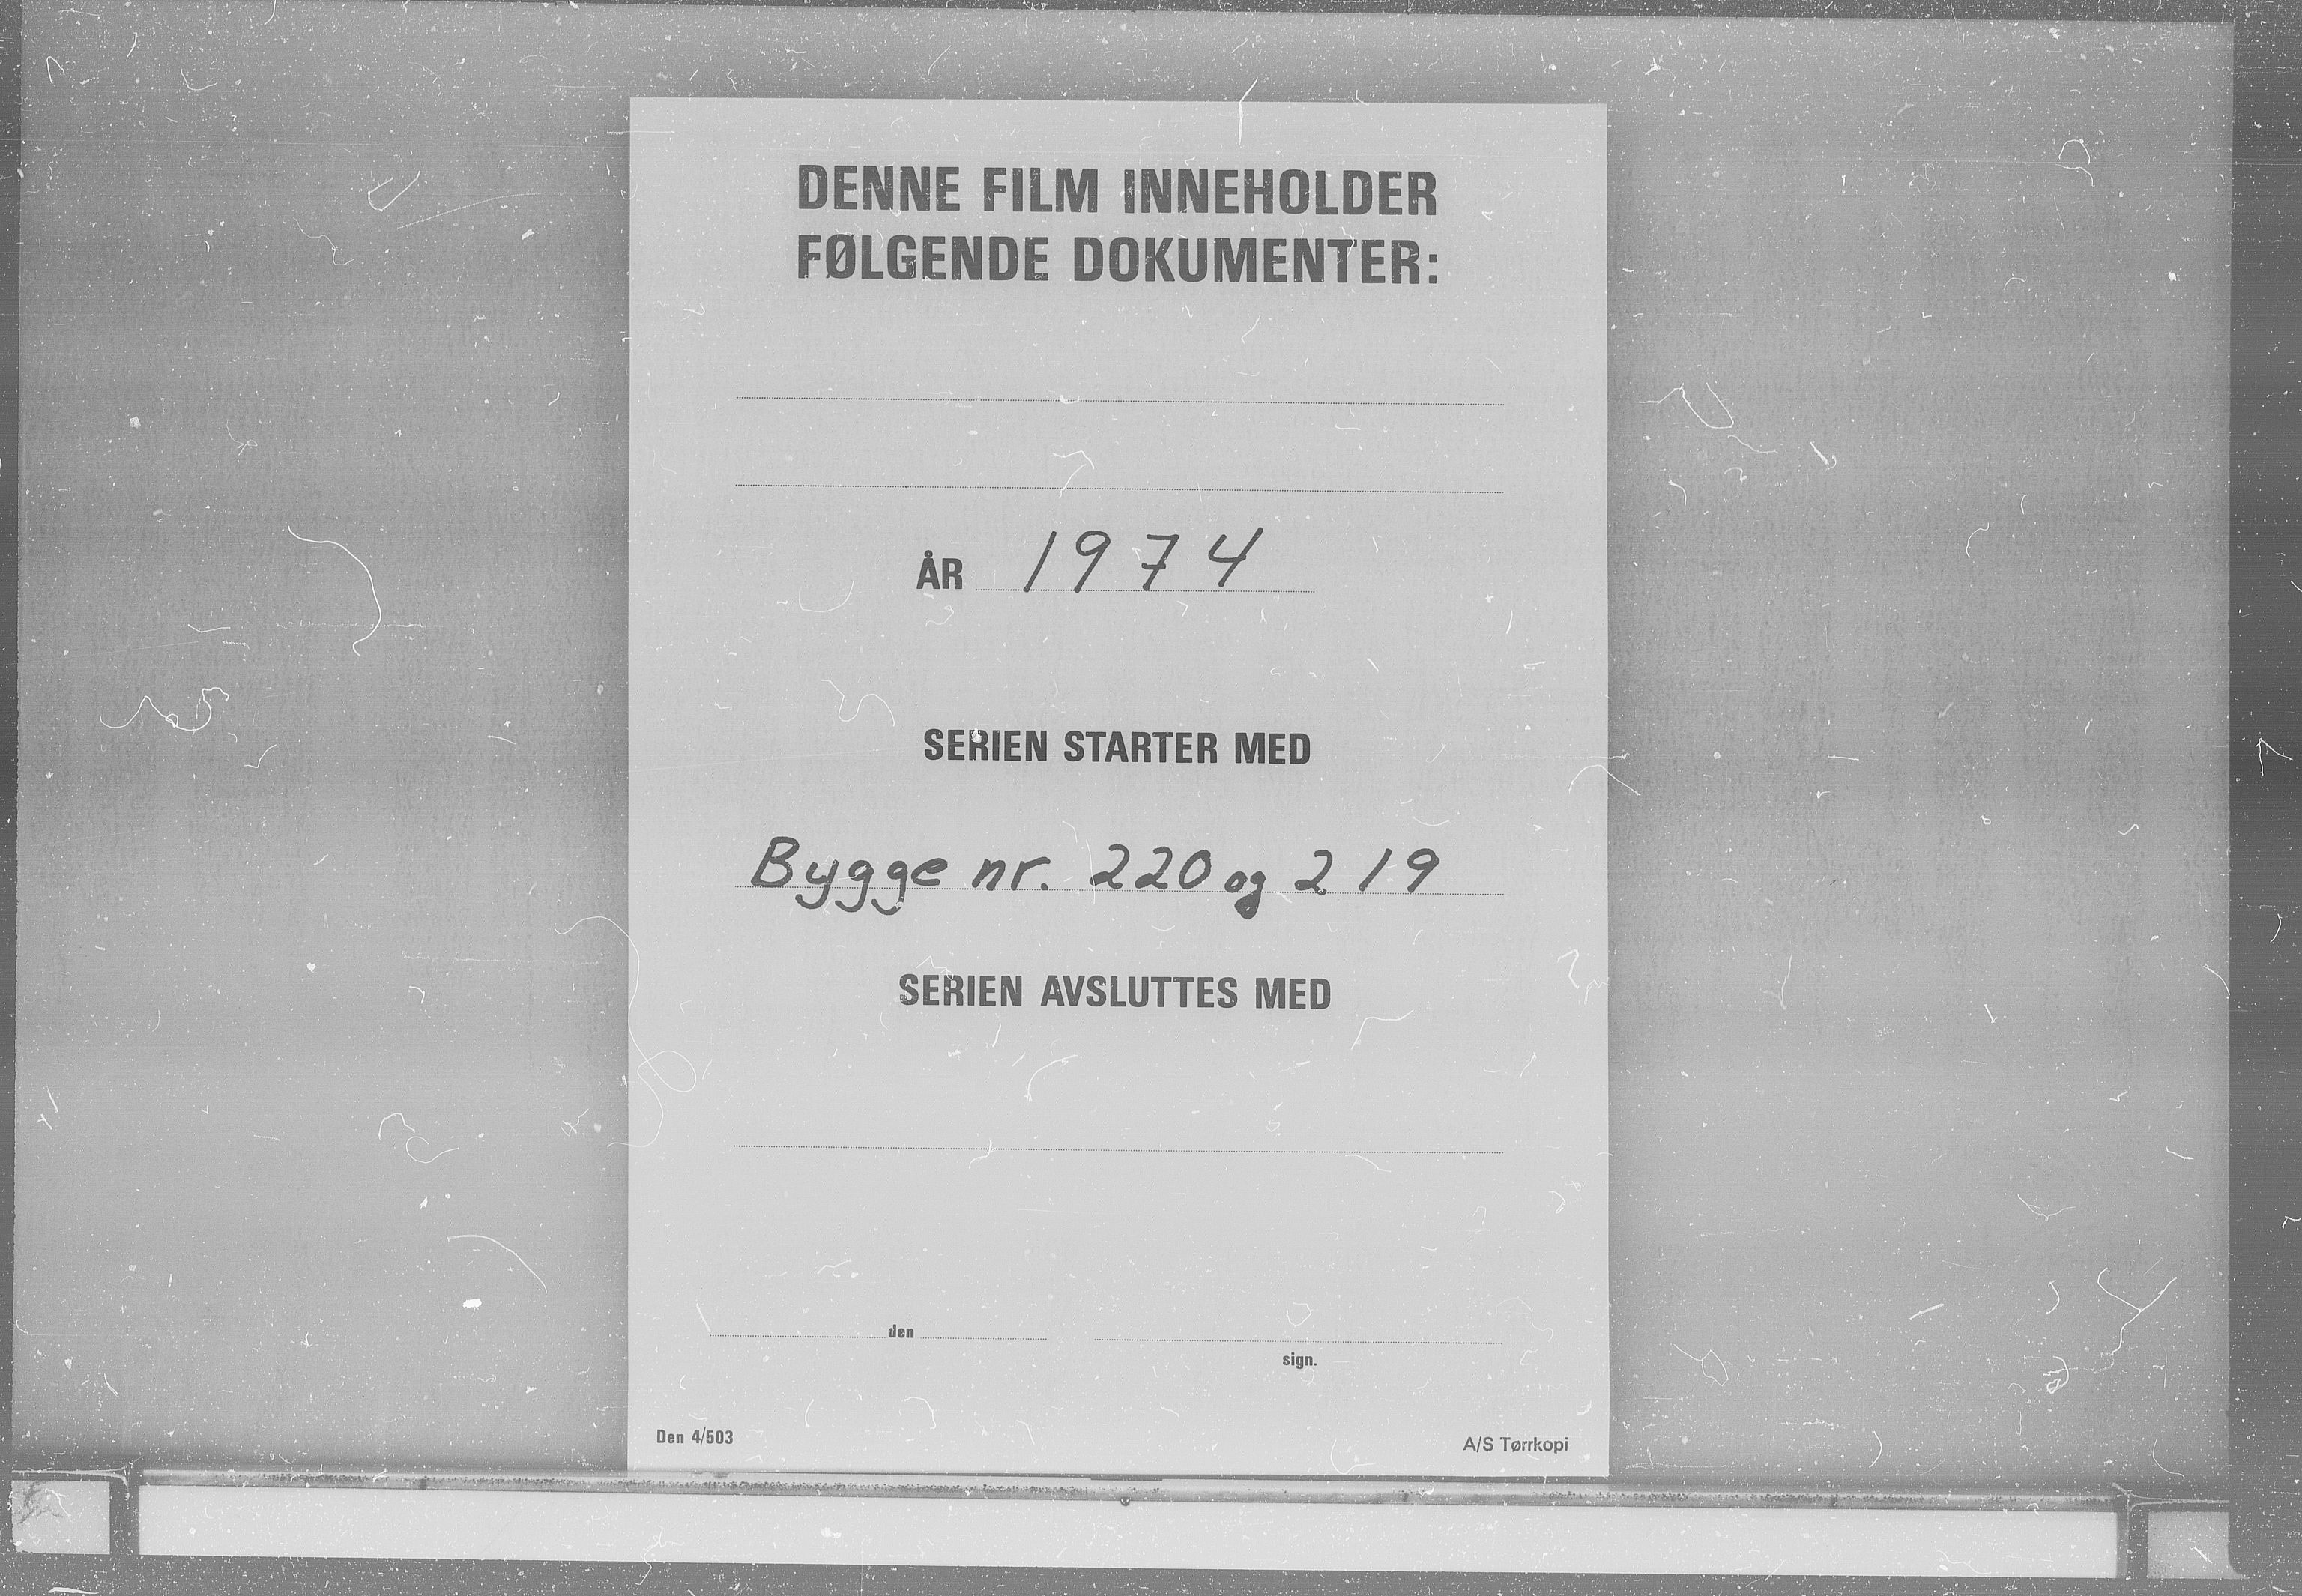 DENNE FILM INNEHOLDER
FØLGENDE DOKUMENTER:
ÅR 1974
SERIEN STARTER MED
Bygge nr. 220 og 219
SERIEN AVSLUTTES MED
den
sign.
Den 4/503
A/S Tørrkopi